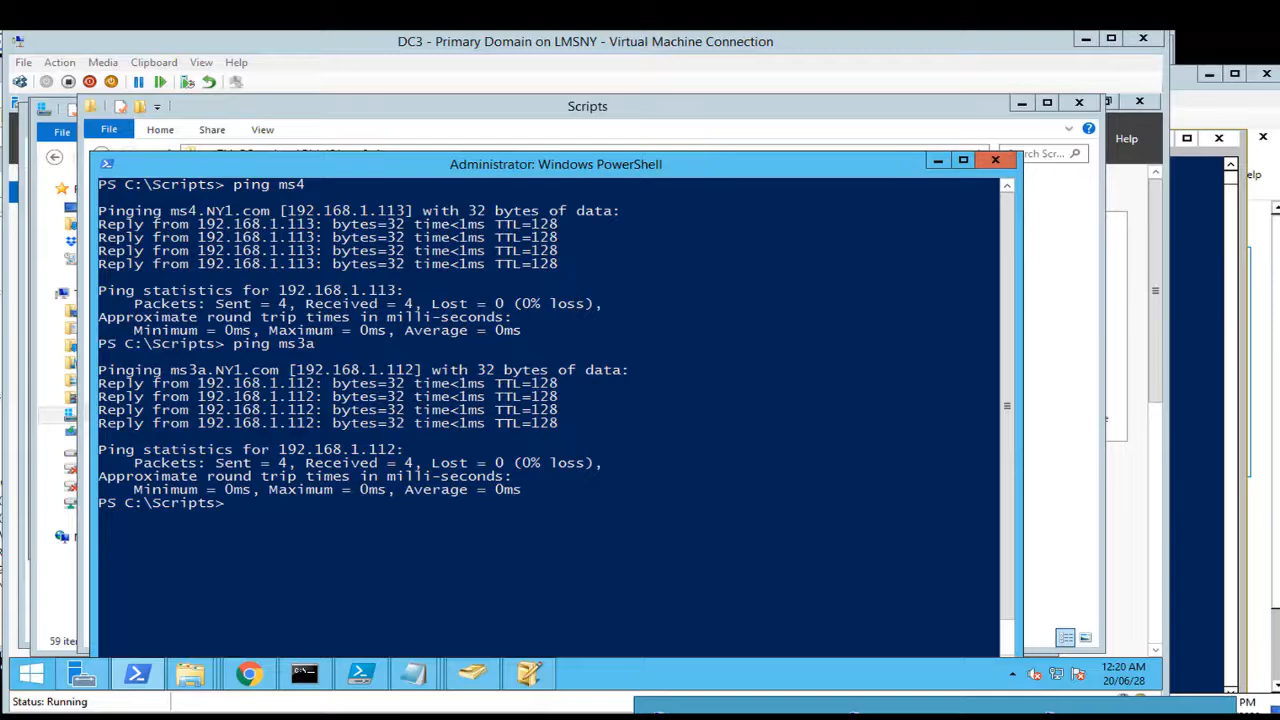 DC3 - Primary Domain on LMSNY - Virtual Machine Connection
File Action Media Clipboard View Help
Scripts
File
File Home Share View
Help
Administrator: Windows PowerShell
PS C:\Scripts> ping ms4
Pinging ms4.NY1.com [192.168.1.113] with 32 bytes of data:
Reply from 192.168.1.113: bytes=32 time<1ms TTL=128
Reply from 192.168.1.113: bytes=32 time<1ms TTL=128
Reply from 192.168.1.113: bytes=32 time<1ms TTL=128
Reply from 192.168.1.113: bytes=32 time<1ms TTL=128
Ping statistics for 192.168.1.113:
Packets: Sent = 4, Received = 4, Lost = 0 (0% loss),
Approximate round trip times in milli-seconds:
Minimum = 0ms, Maximum = 0ms, Average = 0ms
PS C:\Scripts> ping ms3a
Pinging ms3a.NY1.com [192.168.1.112] with 32 bytes of data:
Reply from 192.168.1.112: bytes=32 time<1ms TTL=128
Reply from 192.168.1.112: bytes=32 time<1ms TTL=128
Reply from 192.168.1.112: bytes=32 time<1ms TTL=128
Reply from 192.168.1.112: bytes=32 time<1ms TTL=128
Ping statistics for 192.168.1.112:
Packets: Sent = 4, Received = 4, Lost = 0 (0% loss),
Approximate round trip times in milli-seconds:
Minimum = 0ms, Maximum = 0ms, Average = 0ms
PS C:\Scripts>
12:20 AM
20/06/28
Status: Running
PM